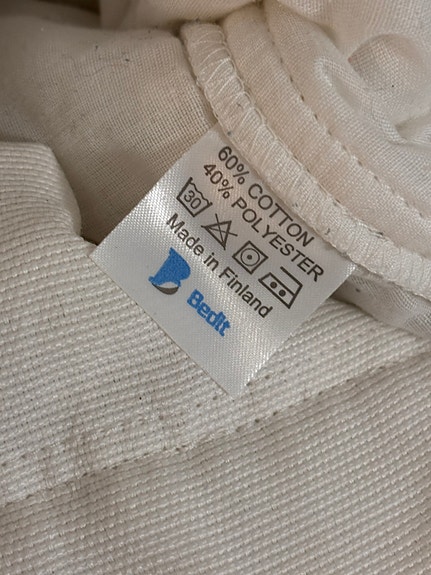 60% COTTON
40% POLYESTER
30
Made in Finland
Bedit